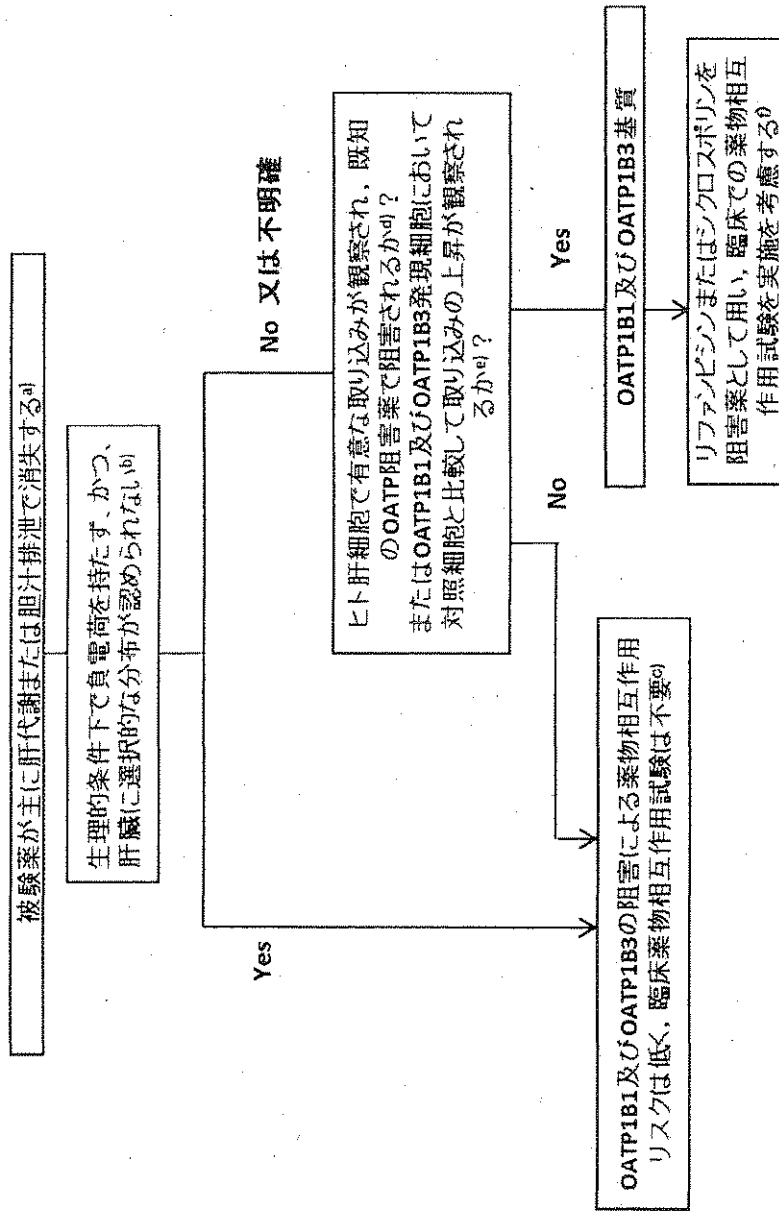 被験薬が主に肝代謝または胆汁排泄で消失するa)
生理的条件下で負電荷を持たず、かつ、
肝臓に選択的な分布が認められないb)
Yes
No 又は不明確
ヒト肝細胞で有意な取り込みが観察され，既知
のOATP阻害薬で阻害されるかd)？
またはOATP1B1及びOATP1B3発現細胞において
対照細胞と比較して取り込みの上昇が観察され
るかe)？
No
Yes
OATP1B1及びOATP1B3の阻害による薬物相互作用
リスクは低く，臨床薬物相互作用試験は不要c)
OATP1B1及びOATP1B3基質
リファンピシンまたはシクロスポリンを
阻害薬として用い，臨床での薬物相互
作用試験を実施を考慮するf)